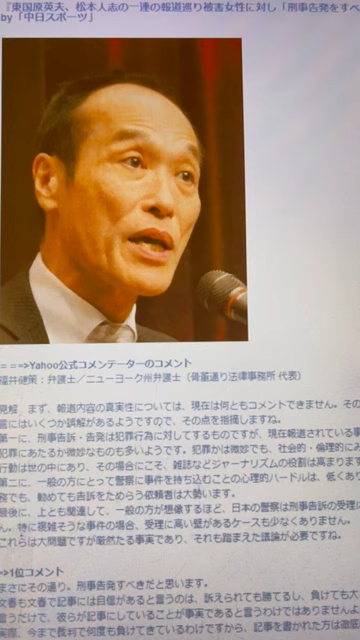 『東国原英夫、松本人志の一連の報道巡り被害女性に対し「刑事告発をすべ
by「中日スポーツ」
= =>Yahoo公式コメンテーターのコメント
福井健策：弁護士／ニューヨーク州弁護士（骨董通り法律事務所 代表）
見解 まず、報道内容の真実性については、現在は何ともコメントできません。その
言にはいくつか誤解があるようですので、その点を指摘しますね。
第一に、刑事告訴・告発は犯罪行為に対してするものですが、現在報道されている事
犯罪にあたるか微妙なものも多いようです。犯罪かは微妙でも、社会的・倫理的にみ
行動は世の中にあり、その場合にこそ、雑誌などジャーナリズムの役割は高まります
第二に、一般の方にとって警察に事件を持ち込むことの心理的ハードルは、低くあり
務でも、勧めても告訴をためらう依頼者は大勢います。
最後に、上とも関連して、一般の方が想像するほど、日本の警察は刑事告訴の受理に
ん。特に複雑そうな事件の場合、受理に高い壁があるケースも少なくありません。
これらは大問題ですが厳然たる事実であり、それも踏まえた議論が必要ですね。
=>1位コメント
まさにその通り。刑事告発すべきだと思います。
文春も文春で記事には自信があると言うのは、訴えられても勝てるし、負けても大
言うだけで、彼らが記事にしていることが事実であると言うわけではありませんよ
実際、今まで裁判で何度も負けてきているわけですから、記事を書かれた方は徹底